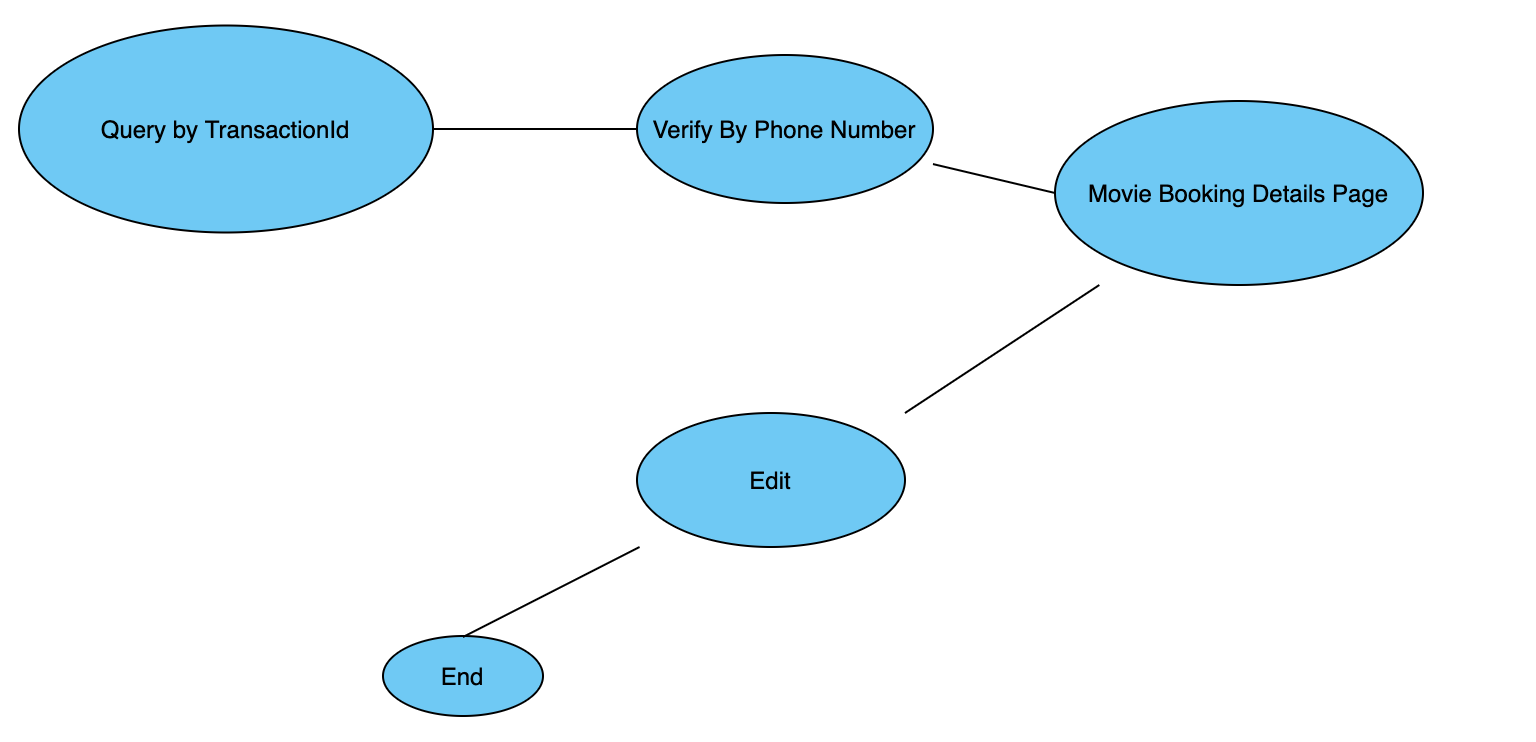 Query by TransactionId
Verify By Phone Number
Movie Booking Details Page
Edit
End